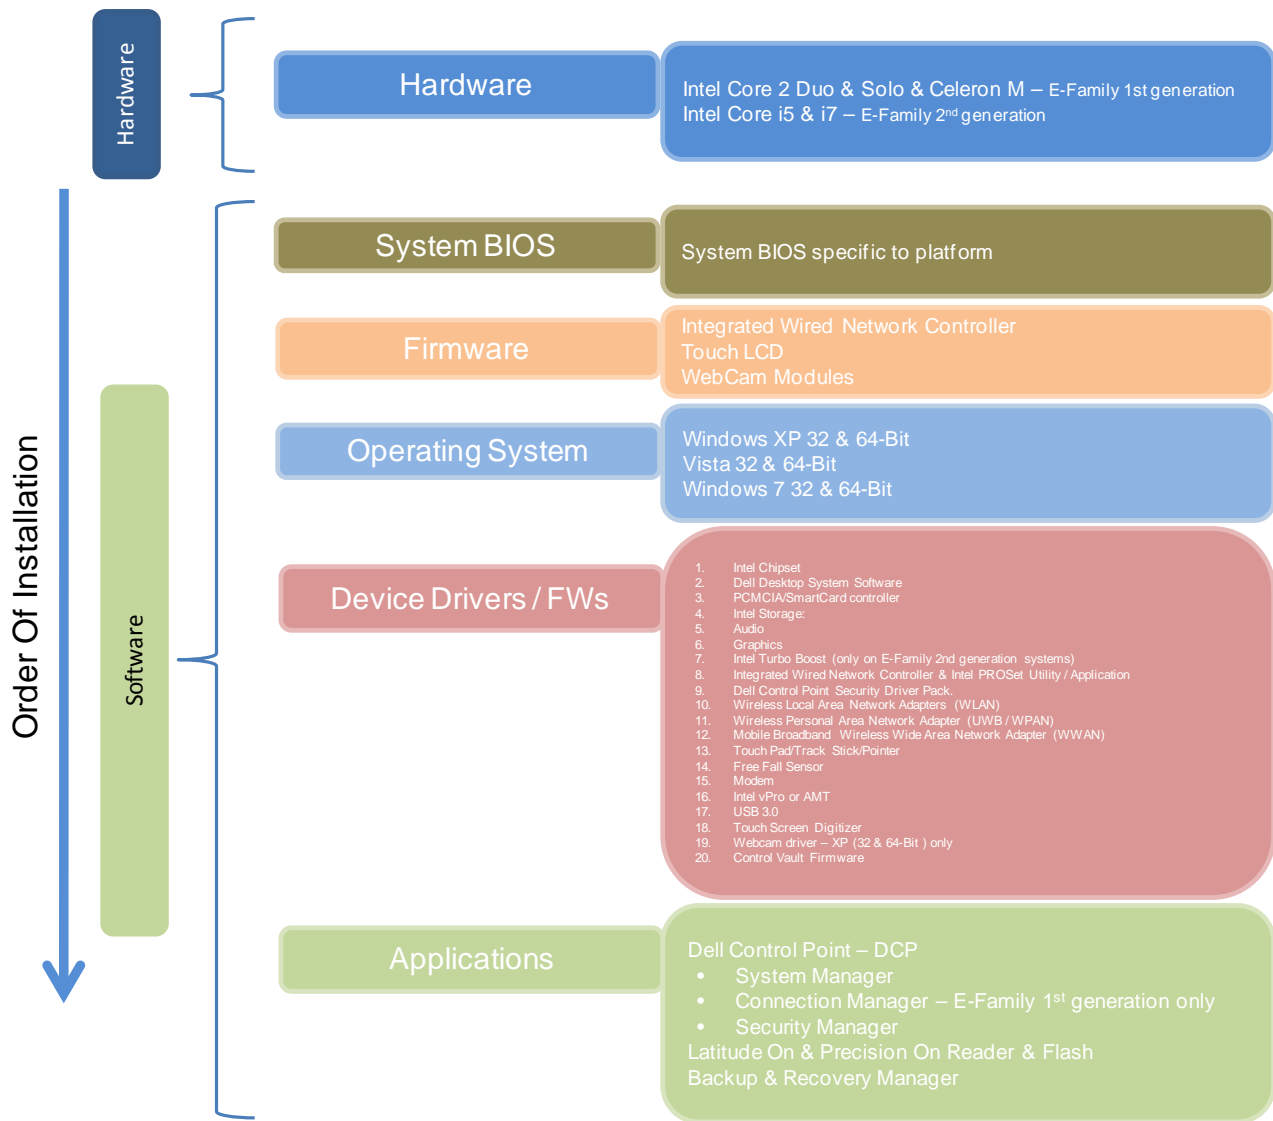 Hardware
Hardware
Intel Core 2 Duo & Solo & Celeron M – E-Family 1st generation
Intel Core i5 & i7 – E-Family 2nd generation
Order Of Installation
Software
System BIOS
System BIOS specific to platform
Firmware
Integrated Wired Network Controller
Touch LCD
WebCam Modules
Operating System
Windows XP 32 & 64-Bit
Vista 32 & 64-Bit
Windows 7 32 & 64-Bit
Device Drivers / FWs
1. Intel Chipset
2. Dell Desktop System Software
3. PCMCIA/SmartCard controller
4. Intel Storage:
5. Audio
6. Graphics
7. Intel Turbo Boost (only on E-Family 2nd generation systems)
8. Integrated Wired Network Controller & Intel PROSet Utility / Application
9. Dell Control Point Security Driver Pack.
10. Wireless Local Area Network Adapters (WLAN)
11. Wireless Personal Area Network Adapter (UWB / WPAN)
12. Mobile Broadband Wireless Wide Area Network Adapter (WWAN)
13. Touch Pad/Track Stick/Pointer
14. Free Fall Sensor
15. Modem
16. Intel vPro or AMT
17. USB 3.0
18. Touch Screen Digitizer
19. Webcam driver – XP (32 & 64-Bit ) only
20. Control Vault Firmware
Applications
Dell Control Point – DCP
• System Manager
• Connection Manager – E-Family 1st generation only
• Security Manager
Latitude On & Precision On Reader & Flash
Backup & Recovery Manager